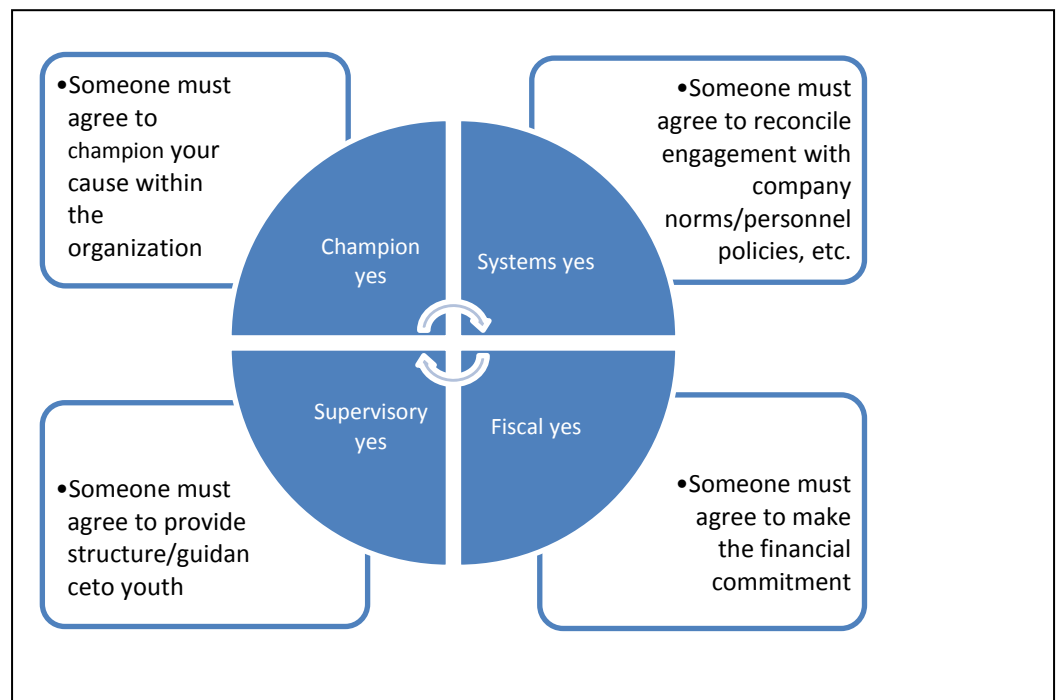 •Someone must
agree to
champion your
cause within
the
organization
•Someone must
agree to reconcile
engagement with
company
norms/personnel
policies, etc.
Champion
yes
Systems yes
Supervisory
yes
Fiscal yes
•Someone must
agree to provide
structure/guidan
ceto youth
•Someone must
agree to make
the financial
commitment